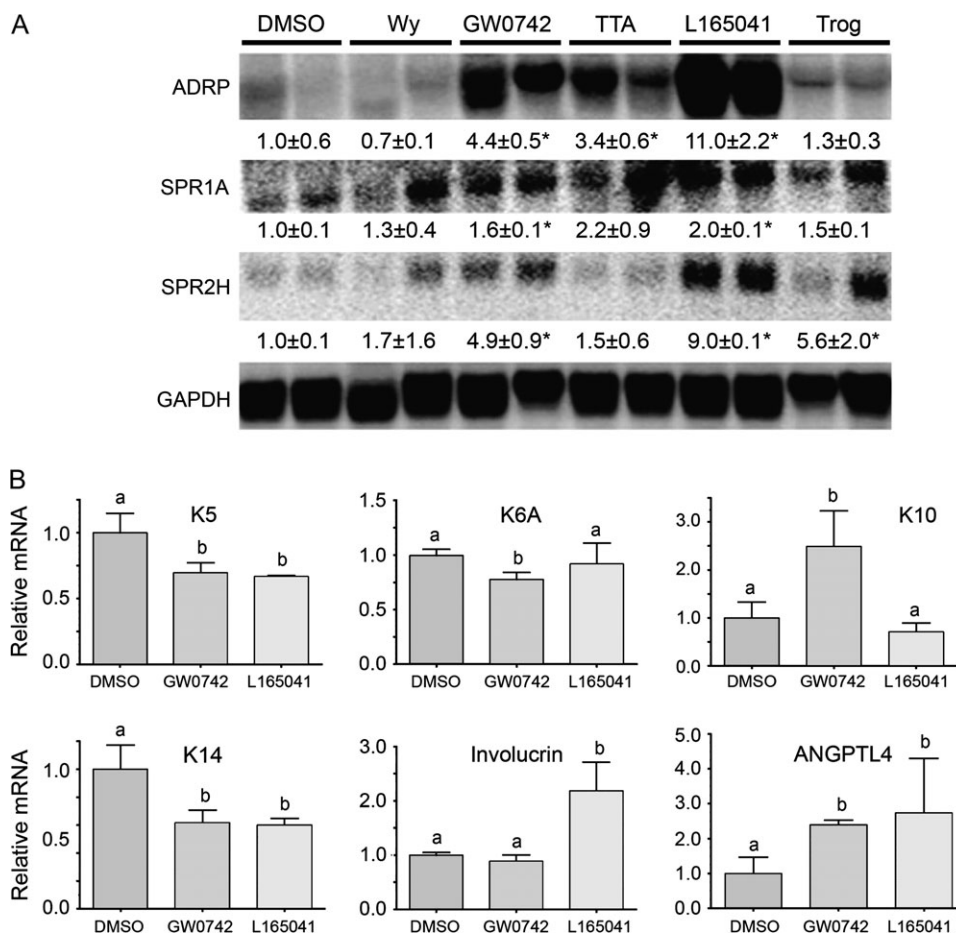 A
DMSO Wy GW0742 TTA L165041 Trog
ADRP
1.0±0.6 0.7±0.1 4.4±0.5* 3.4±0.6* 11.0±2.2* 1.3±0.3
SPR1A
1.0±0.1 1.3±0.4 1.6±0.1* 2.2±0.9 2.0±0.1* 1.5±0.1
SPR2H
1.0±0.1 1.7±1.6 4.9±0.9* 1.5±0.6 9.0±0.1* 5.6±2.0*
GAPDH
B
Relative mRNA
K5
a b b
1.0
0.5
0.0
DMSO GW0742 L165041
K6A
a b a
1.5
1.0
0.5
0.0
DMSO GW0742 L165041
K10
a b a
3.0
2.0
1.0
0.0
DMSO GW0742 L165041
Relative mRNA
K14
a b b
1.0
0.5
0.0
DMSO GW0742 L165041
Involucrin
a a b
3.0
2.0
1.0
0.0
DMSO GW0742 L165041
ANGPTL4
a b b
5.0
4.0
3.0
2.0
1.0
0.0
DMSO GW0742 L165041